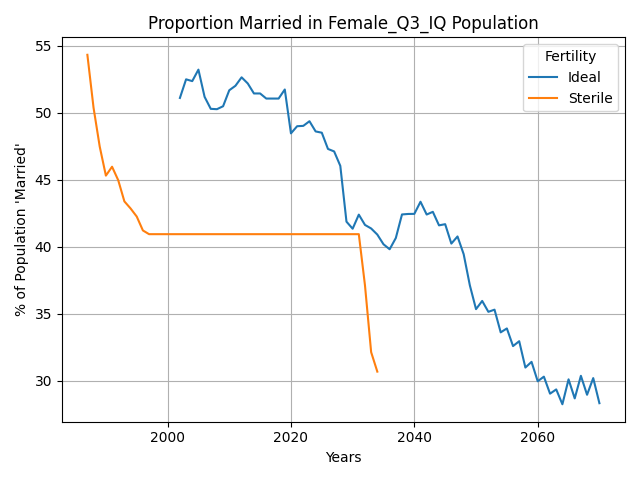 Proportion Married in Female_Q3_IQ Population
Fertility
Ideal
Sterile
% of Population 'Married'
55
50
45
40
35
30
2000
2020
2040
2060
Years